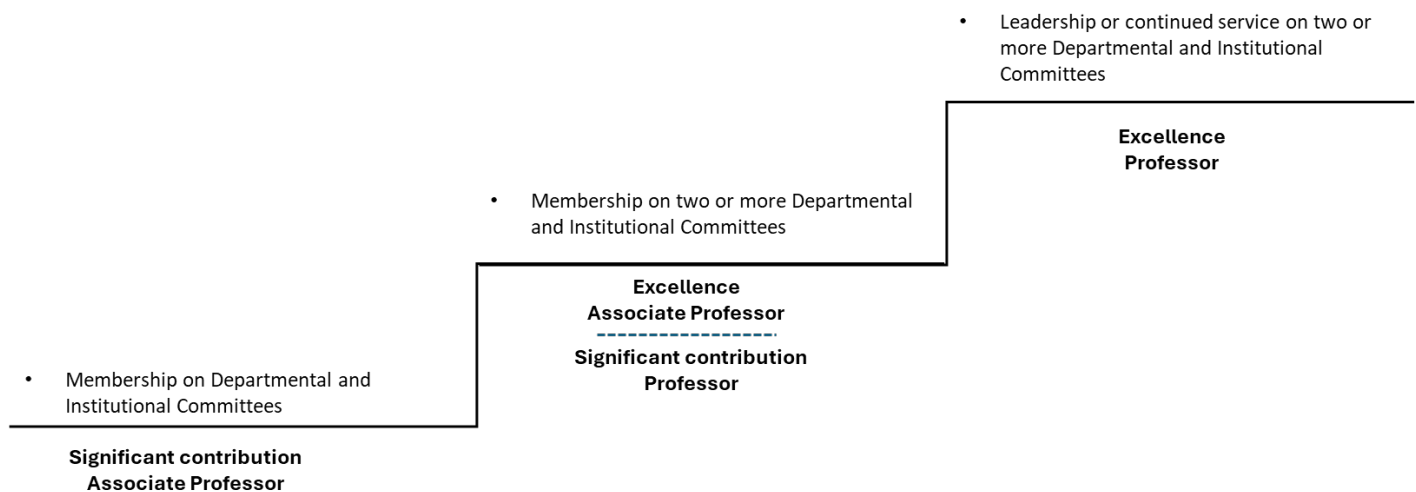 • Leadership or continued service on two or
more Departmental and Institutional
Committees
Excellence
Professor
• Membership on two or more Departmental
and Institutional Committees
Excellence
Associate Professor
Significant contribution
Professor
• Membership on Departmental and
Institutional Committees
Significant contribution
Associate Professor